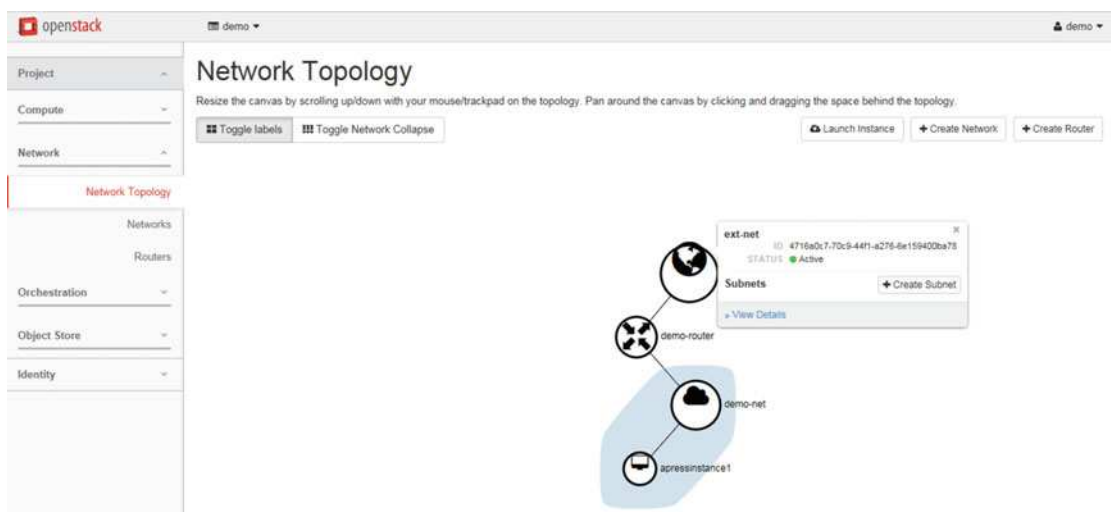 openstack
demo
demo
Project
Compute
Network
Network Topology
Networks
Routers
Orchestration
Object Store
Identity
Network Topology
Resize the canvas by scrolling up/down with your mouse/trackpad on the topology. Pan around the canvas by clicking and dragging the space behind the topology.
Toggle labels
Toggle Network Collapse
Launch Instance
+ Create Network
+ Create Router
ext-net
ID 4716a0c7-70c9-44f1-a276-6e159400ba78
STATUS Active
Subnets
+ Create Subnet
» View Details
demo-router
demo-net
apressinstance1